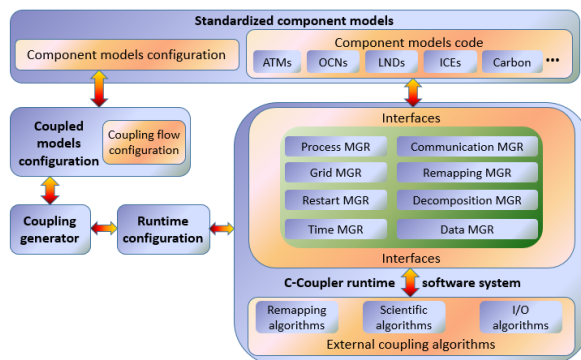 Standardized component models
Component models configuration
Component models code
ATMs
OCNs
LNDs
ICEs
Carbon
•••
Coupled models
configuration
Coupling flow
configuration
Coupling
generator
Runtime
configuration
Interfaces
Process MGR
Communication MGR
Grid MGR
Remapping MGR
Restart MGR
Decomposition MGR
Time MGR
Data MGR
Interfaces
C-Coupler runtime software system
Remapping
algorithms
Scientific
algorithms
I/O
algorithms
External coupling algorithms